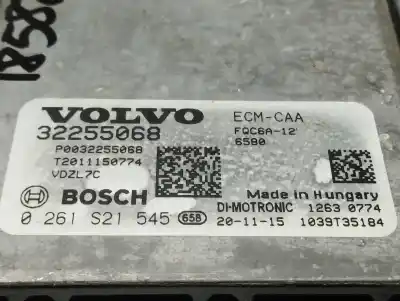 VOLVO
32255068
P0032255068
T2011150774
VDZL7C
ECM-CAA
FQC6A-12
6590
BOSCH
Made in Hungary
0 261 S21 545 65B
DI-MOTRONIC 1263 0774
20-11-15 1039T35184